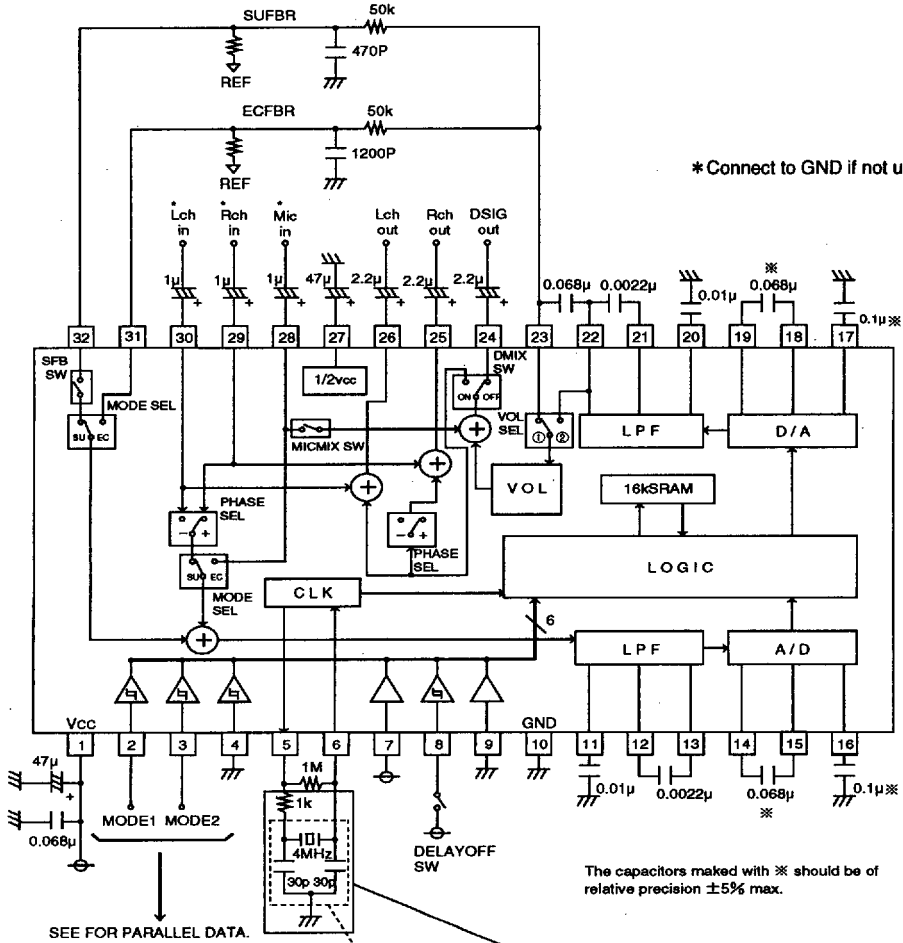 SUFBR
50k
470P
REF
ECFBR
50k
1200P
REF
*Connect to GND if not u
*Lch in
*Rch in
*Mic in
Lch out
Rch out
DSIG out
1μ
1μ
1μ
47μ
2.2μ
2.2μ
2.2μ
0.068μ
0.0022μ
0.01μ
※
0.068μ
0.1μ※
32
31
30
29
28
27
26
25
24
23
22
21
20
19
18
17
SFB SW
MODE SEL
SU EC
1/2vcc
MICMIX SW
DMIX SW
ON OFF
VOL SEL
① ②
LPF
D/A
VOL
16kSRAM
PHASE SEL
- +
- +
PHASE SEL
SU EC
MODE SEL
CLK
LOGIC
6
LPF
A/D
Vcc
GND
1
2
3
4
5
6
7
8
9
10
11
12
13
14
15
16
47μ
+
0.068μ
MODE1 MODE2
1M
1k
4MHz
30p 30p
DELAYOFF SW
0.01μ
0.0022μ
0.068μ
※
0.1μ※
The capacitors maked with ※ should be of
relative precision ±5% max.
SEE FOR PARALLEL DATA.